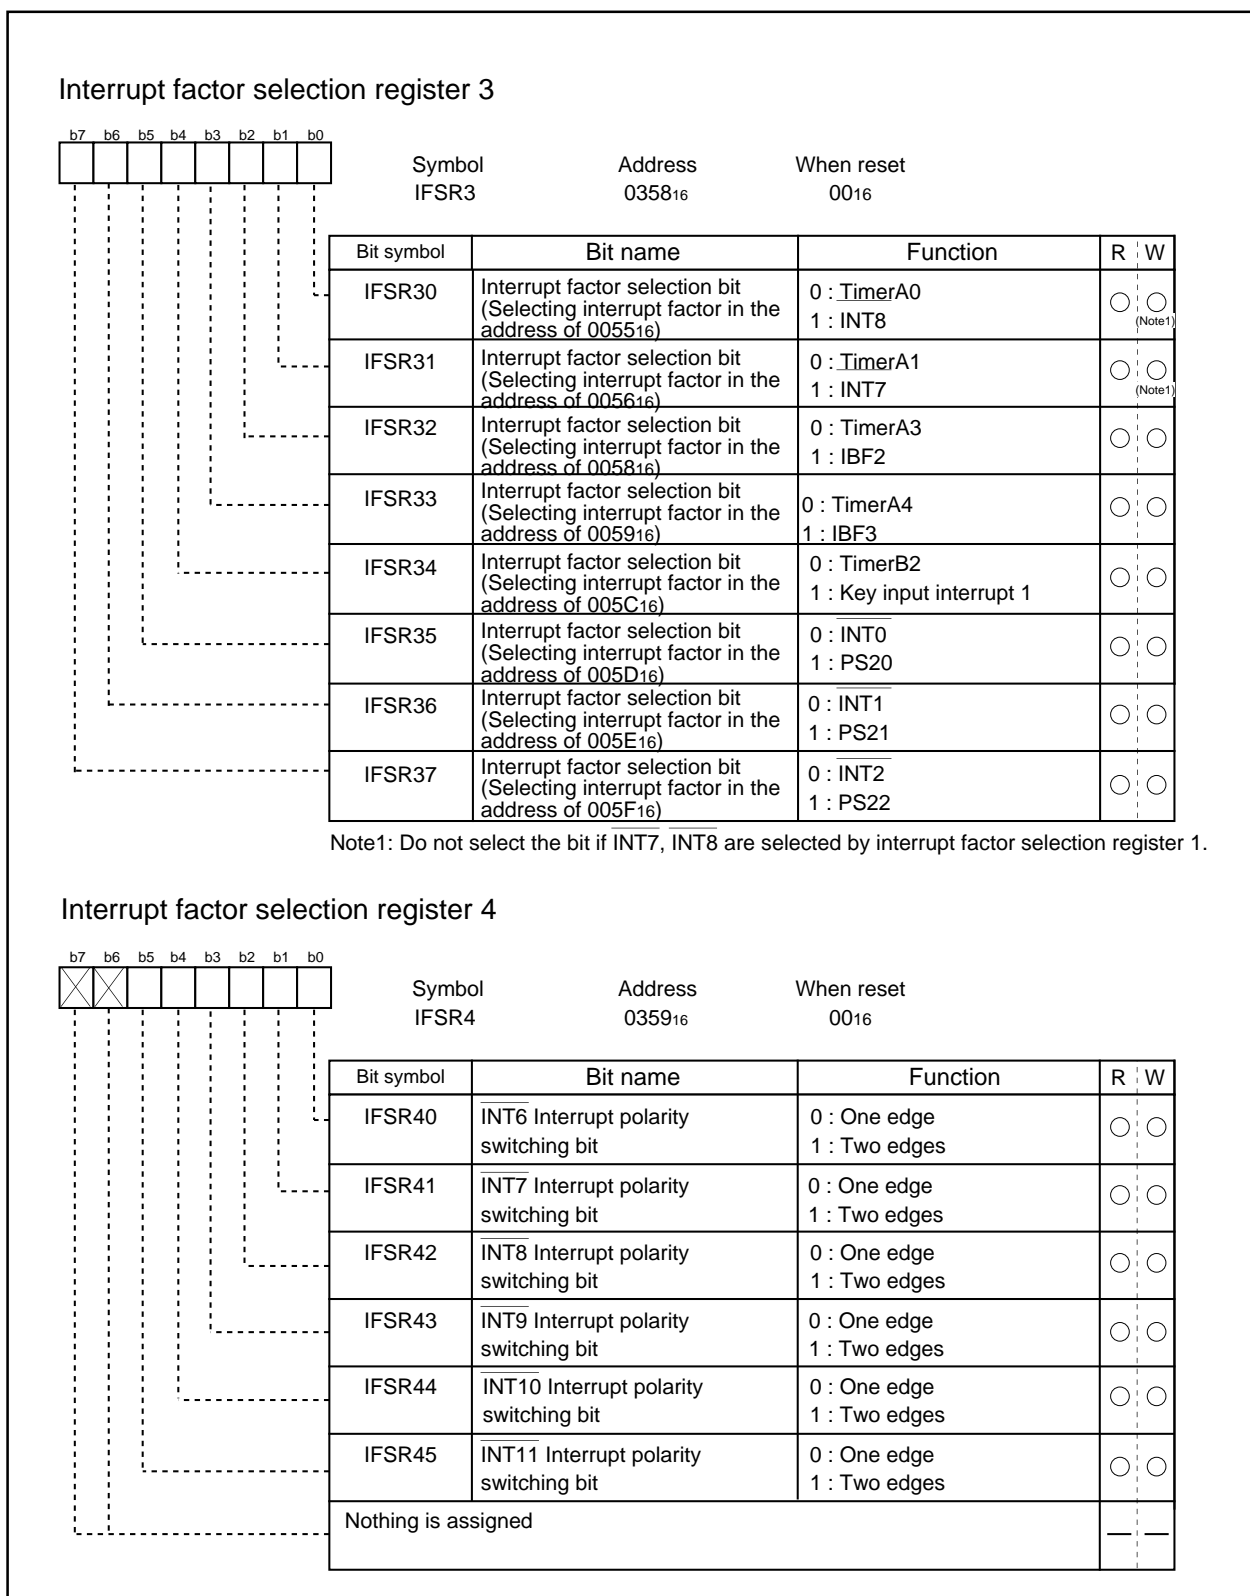 Interrupt factor selection register 3
b7 b6 b5 b4 b3 b2 b1 b0
Symbol Address When reset
IFSR3 035816 0016
Bit symbol Bit name Function R W
IFSR30 Interrupt factor selection bit 0 : TimerA0
(Selecting interrupt factor in the
address of 005516) 1 : INT8 (Note1)
IFSR31 Interrupt factor selection bit 0 : TimerA1
(Selecting interrupt factor in the
address of 005616) 1 : INT7 (Note1)
IFSR32 Interrupt factor selection bit 0 : TimerA3
(Selecting interrupt factor in the
address of 005816) 1 : IBF2
IFSR33 Interrupt factor selection bit
(Selecting interrupt factor in the 0 : TimerA4
address of 005916) 1 : IBF3
IFSR34 Interrupt factor selection bit 0 : TimerB2
(Selecting interrupt factor in the 1 : Key input interrupt 1
address of 005C16)
IFSR35 Interrupt factor selection bit 0 : INT0
(Selecting interrupt factor in the 1 : PS20
address of 005D16)
IFSR36 Interrupt factor selection bit 0 : INT1
(Selecting interrupt factor in the 1 : PS21
address of 005E16)
IFSR37 Interrupt factor selection bit 0 : INT2
(Selecting interrupt factor in the 1 : PS22
address of 005F16)
Note1: Do not select the bit if INT7, INT8 are selected by interrupt factor selection register 1.
Interrupt factor selection register 4
b7 b6 b5 b4 b3 b2 b1 b0
Symbol Address When reset
IFSR4 035916 0016
Bit symbol Bit name Function R W
IFSR40 INT6 Interrupt polarity 0 : One edge
switching bit 1 : Two edges
IFSR41 INT7 Interrupt polarity 0 : One edge
switching bit 1 : Two edges
IFSR42 INT8 Interrupt polarity 0 : One edge
switching bit 1 : Two edges
IFSR43 INT9 Interrupt polarity 0 : One edge
switching bit 1 : Two edges
IFSR44 INT10 Interrupt polarity 0 : One edge
switching bit 1 : Two edges
IFSR45 INT11 Interrupt polarity 0 : One edge
switching bit 1 : Two edges
Nothing is assigned — —